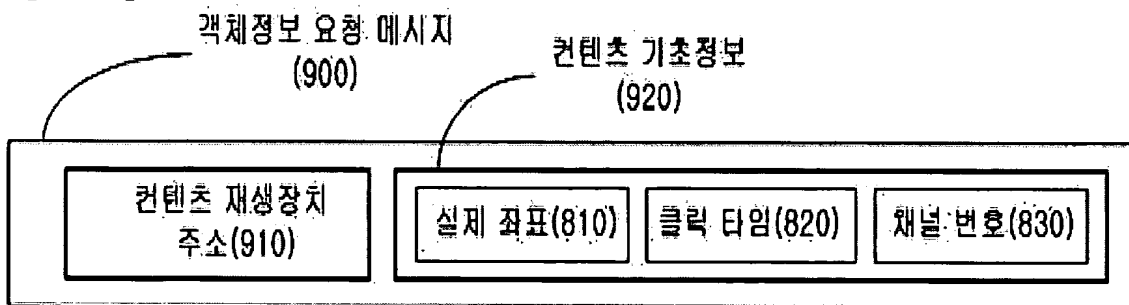 객체정보 요청 메시지
(900)
컨텐츠 기초정보
(920)
컨텐츠 재생장치
주소(910)
실제 좌표(810)
클릭 타임(820)
채널 번호(830)